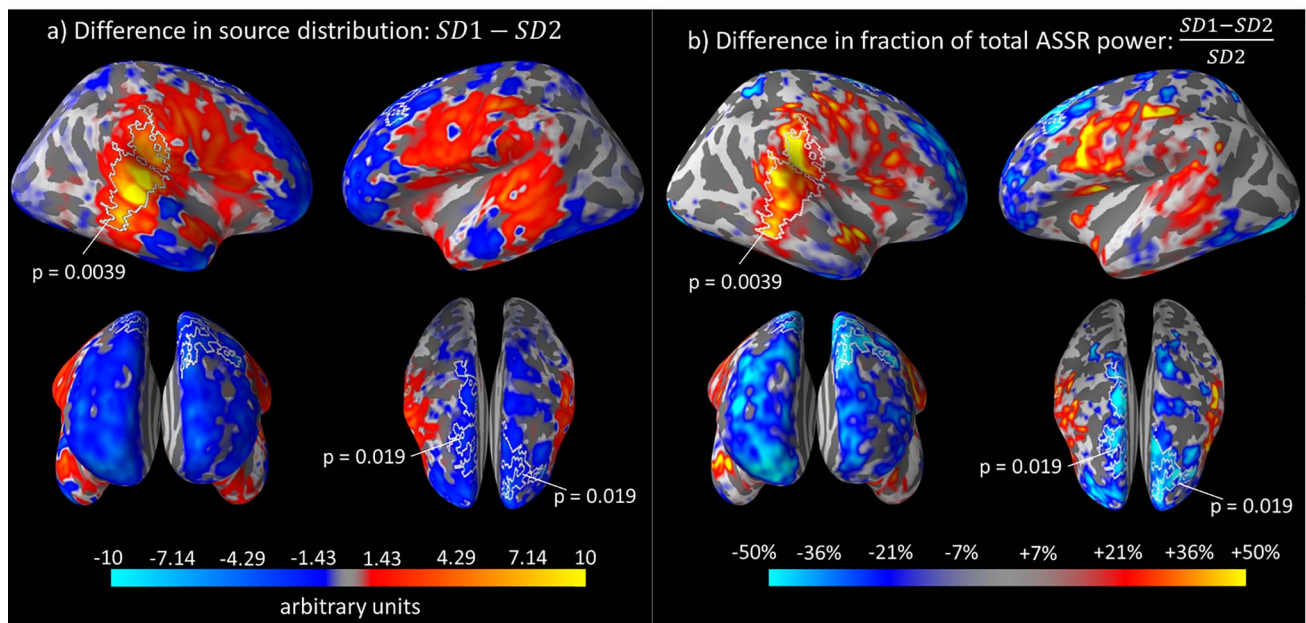 a) Difference in source distribution: SD1 − SD2
p = 0.0039
p = 0.019
p = 0.019
-10 -7.14 -4.29 -1.43 1.43 4.29 7.14 10
arbitrary units
b) Difference in fraction of total ASSR power: SD1−SD2
SD2
p = 0.0039
p = 0.019
p = 0.019
-50% -36% -21% -7% +7% +21% +36% +50%